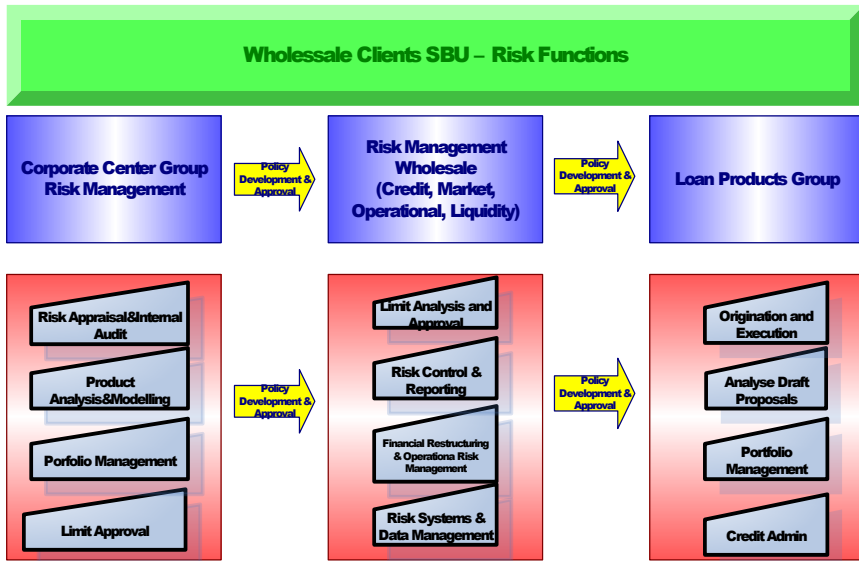 Wholessale Clients SBU – Risk Functions
Corporate Center Group
Risk Management
Policy
Development &
Approval
Risk Management
Wholesale
(Credit, Market,
Operational, Liquidity)
Policy
Development &
Approval
Loan Products Group
Risk Appraisal&Internal
Audit
Product
Analysis&Modelling
Porfolio Management
Limit Approval
Policy
Development &
Approval
Limit Analysis and
Approval
Risk Control &
Reporting
Financial Restructuring
& Operationa Risk
Management
Risk Systems &
Data Management
Policy
Development &
Approval
Origination and
Execution
Analyse Draft
Proposals
Portfolio
Management
Credit Admin